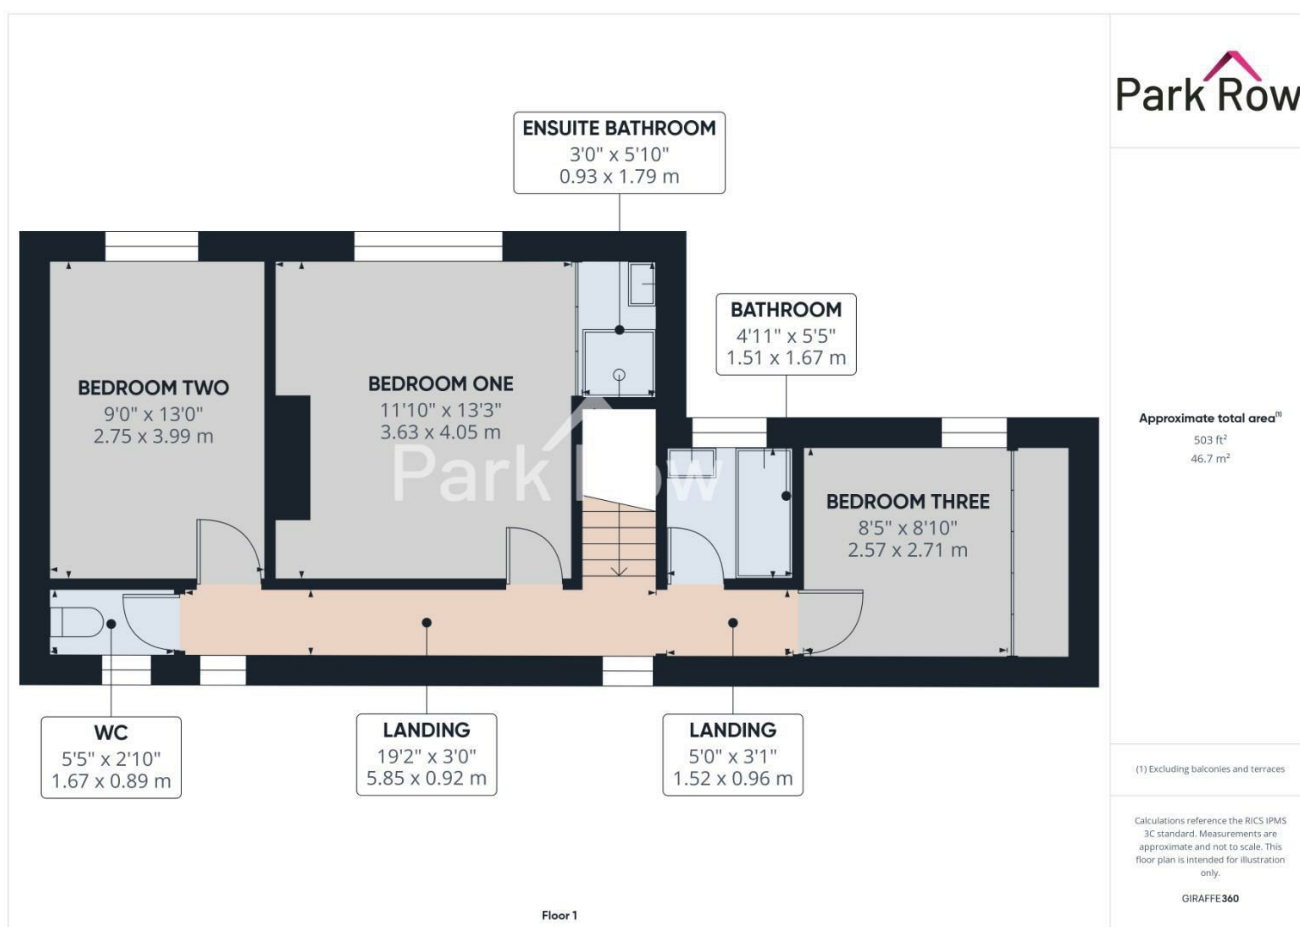 Park Row
ENSUITE BATHROOM
3'0" x 5'10"
0.93 x 1.79 m
BATHROOM
4'11" x 5'5"
1.51 x 1.67 m
BEDROOM TWO
9'0" x 13'0"
2.75 x 3.99 m
BEDROOM ONE
11'10" x 13'3"
3.63 x 4.05 m
Park Row
BEDROOM THREE
8'5" x 8'10"
2.57 x 2.71 m
Approximate total area(1)
503 ft²
46.7 m²
WC
5'5" x 2'10"
1.67 x 0.89 m
LANDING
19'2" x 3'0"
5.85 x 0.92 m
LANDING
5'0" x 3'1"
1.52 x 0.96 m
(1) Excluding balconies and terraces
Calculations reference the RICS IPMS
3C standard. Measurements are
approximate and not to scale. This
floor plan is intended for illustration
only.
GIRAFFE360
Floor 1